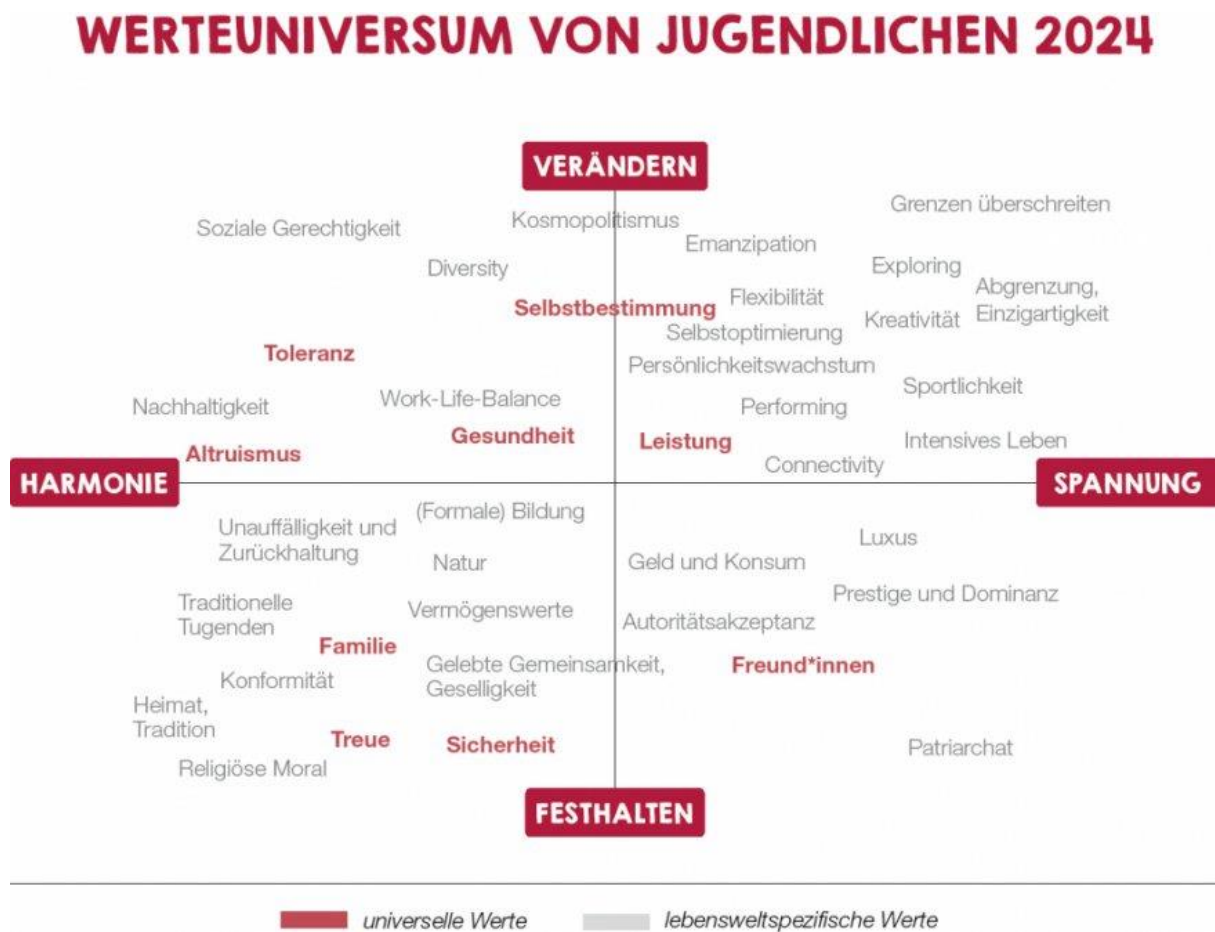 WERTEUNIVERSUM VON JUGENDLICHEN 2024
VERÄNDERN
Grenzen überschreiten
Kosmopolitismus
Soziale Gerechtigkeit
Emanzipation
Diversity
Exploring
Abgrenzung,
Einzigartigkeit
Flexibilität
Selbstbestimmung
Kreativität
Selbstoptimierung
Toleranz
Persönlichkeitswachstum
Sportlichkeit
Work-Life-Balance
Nachhaltigkeit
Performing
Gesundheit
Leistung
Intensives Leben
Altruismus
Connectivity
HARMONIE
SPANNUNG
(Formale) Bildung
Unauffälligkeit und
Zurückhaltung
Luxus
Natur
Geld und Konsum
Prestige und Dominanz
Traditionelle
Tugenden
Vermögenswerte
Autoritätsakzeptanz
Familie
Gelebte Gemeinsamkeit,
Geselligkeit
Freund*innen
Konformität
Heimat,
Tradition
Treue
Sicherheit
Patriarchat
Religiöse Moral
FESTHALTEN
universelle Werte
lebensweltspezifische Werte